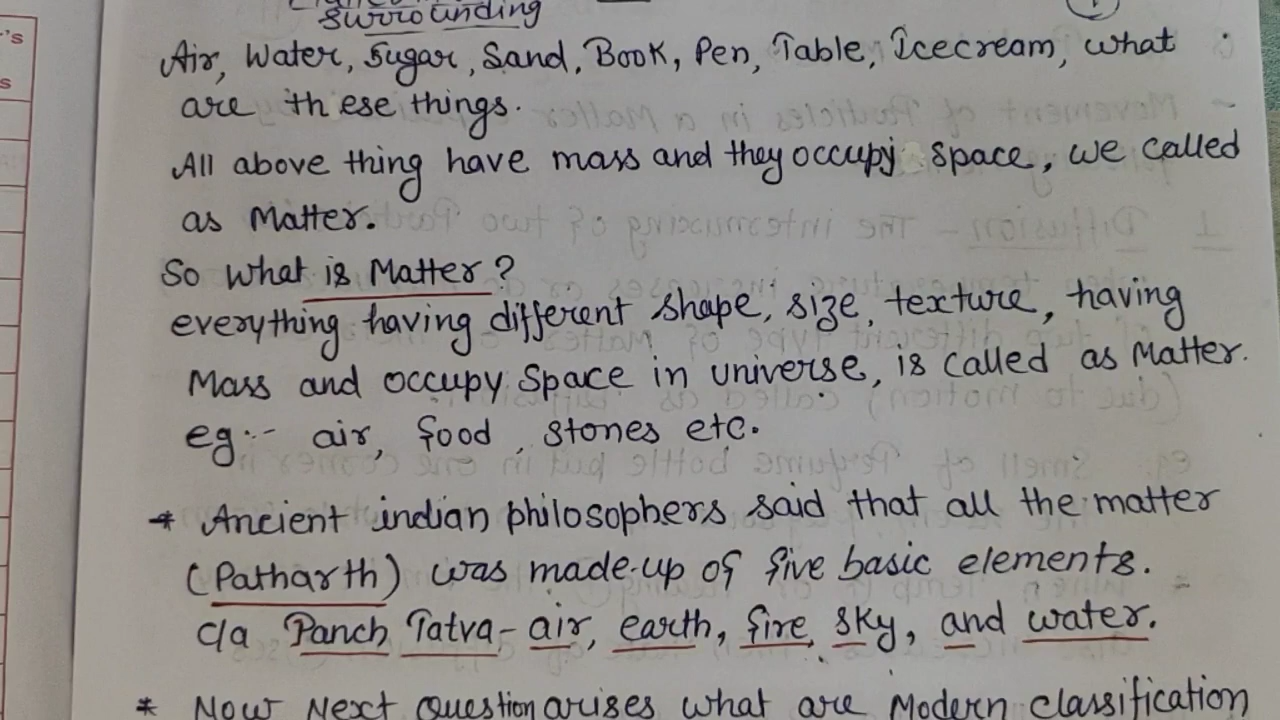 surrounding
Air, Water, Sugar, Sand, Book, Pen, Table, Icecream, what
are th ese things.
All above thing have mass and they occupy space, we called
as Matter.
So what is Matter?
everything having different shape, size, texture, having
Mass and occupy space in universe, is called as Matter.
eg:- air, food, stones etc.
* Ancient indian philosophers said that all the matter
(Patharth) was made-up of five basic elements.
c/a Panch Tatva - air, earth, fire, sky, and water.
* Now Next Question arises what are Modern classification